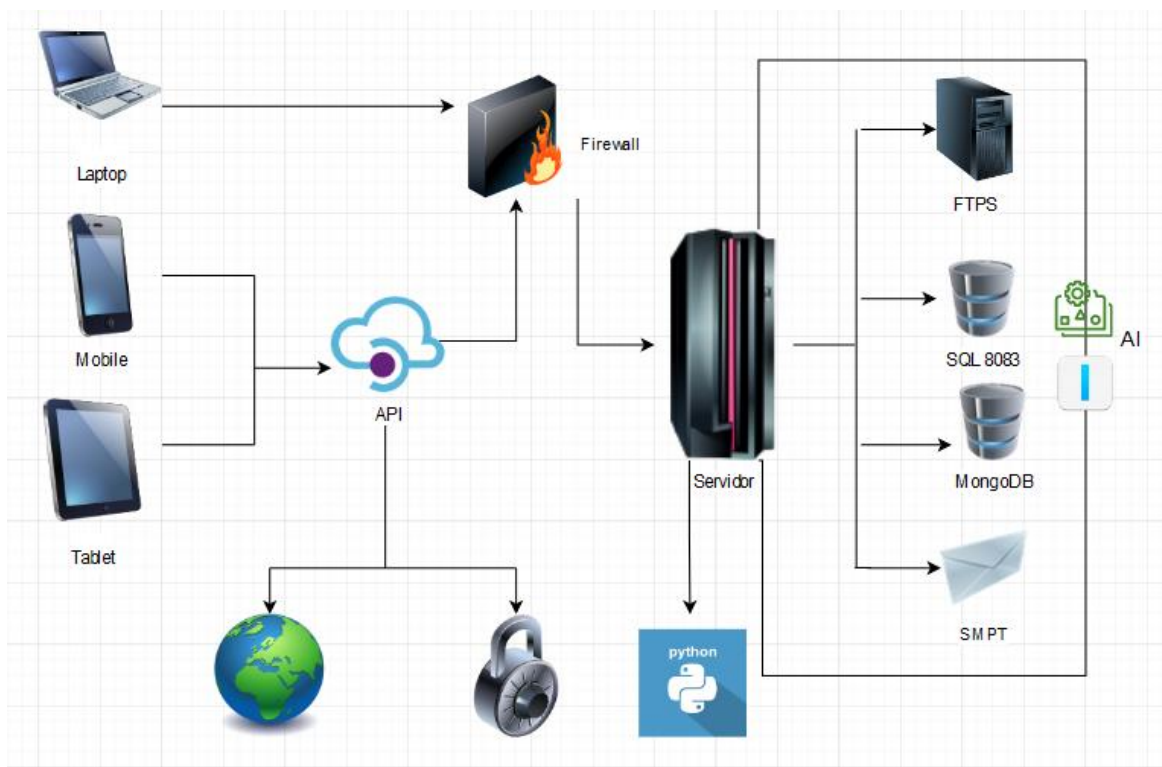 Laptop
Firewall
FTPS
Mobile
API
SQL 8083
AI
MongoDB
Servidor
Tablet
SMPT
python